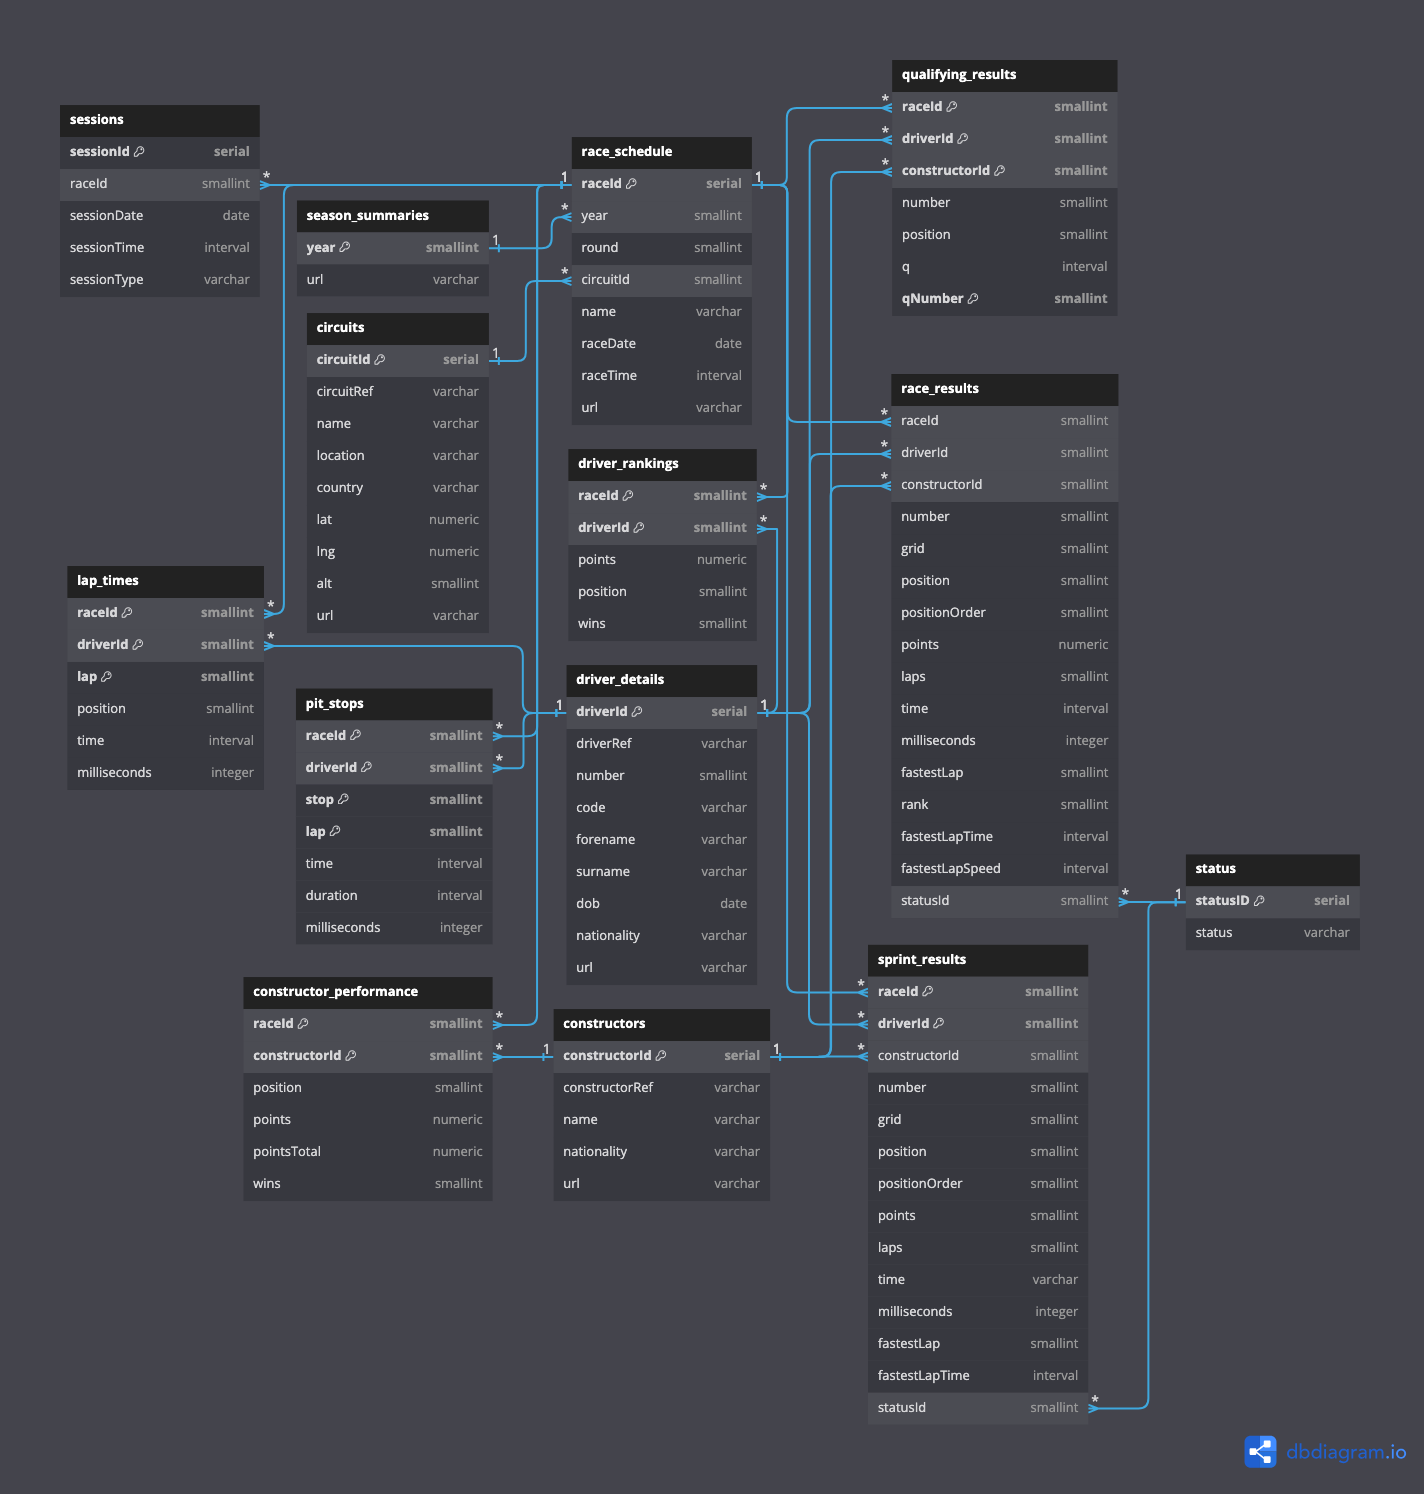 sessions
sessionId serial
raceId smallint
sessionDate date
sessionTime interval
sessionType varchar
season_summaries
year smallint
url varchar
circuits
circuitId serial
circuitRef varchar
name varchar
location varchar
country varchar
lat numeric
lng numeric
alt smallint
url varchar
lap_times
raceId smallint
driverId smallint
lap smallint
position smallint
time interval
milliseconds integer
pit_stops
raceId smallint
driverId smallint
stop smallint
lap smallint
time interval
duration interval
milliseconds integer
constructor_performance
raceId smallint
constructorId smallint
position smallint
points numeric
pointsTotal numeric
wins smallint
race_schedule
raceId serial
year smallint
round smallint
circuitId smallint
name varchar
raceDate date
raceTime interval
url varchar
driver_rankings
raceId smallint
driverId smallint
points numeric
position smallint
wins smallint
driver_details
driverId serial
driverRef varchar
number smallint
code varchar
forename varchar
surname varchar
dob date
nationality varchar
url varchar
constructors
constructorId serial
constructorRef varchar
name varchar
nationality varchar
url varchar
qualifying_results
raceId smallint
driverId smallint
constructorId smallint
number smallint
position smallint
q interval
qNumber smallint
race_results
raceId smallint
driverId smallint
constructorId smallint
number smallint
grid smallint
position smallint
positionOrder smallint
points numeric
laps smallint
time interval
milliseconds integer
fastestLap smallint
rank smallint
fastestLapTime interval
fastestLapSpeed interval
statusId smallint
sprint_results
raceId smallint
driverId smallint
constructorId smallint
number smallint
grid smallint
position smallint
positionOrder smallint
points smallint
laps smallint
time varchar
milliseconds integer
fastestLap smallint
fastestLapTime interval
statusId smallint
status
statusID serial
status varchar
dbdiagram.io